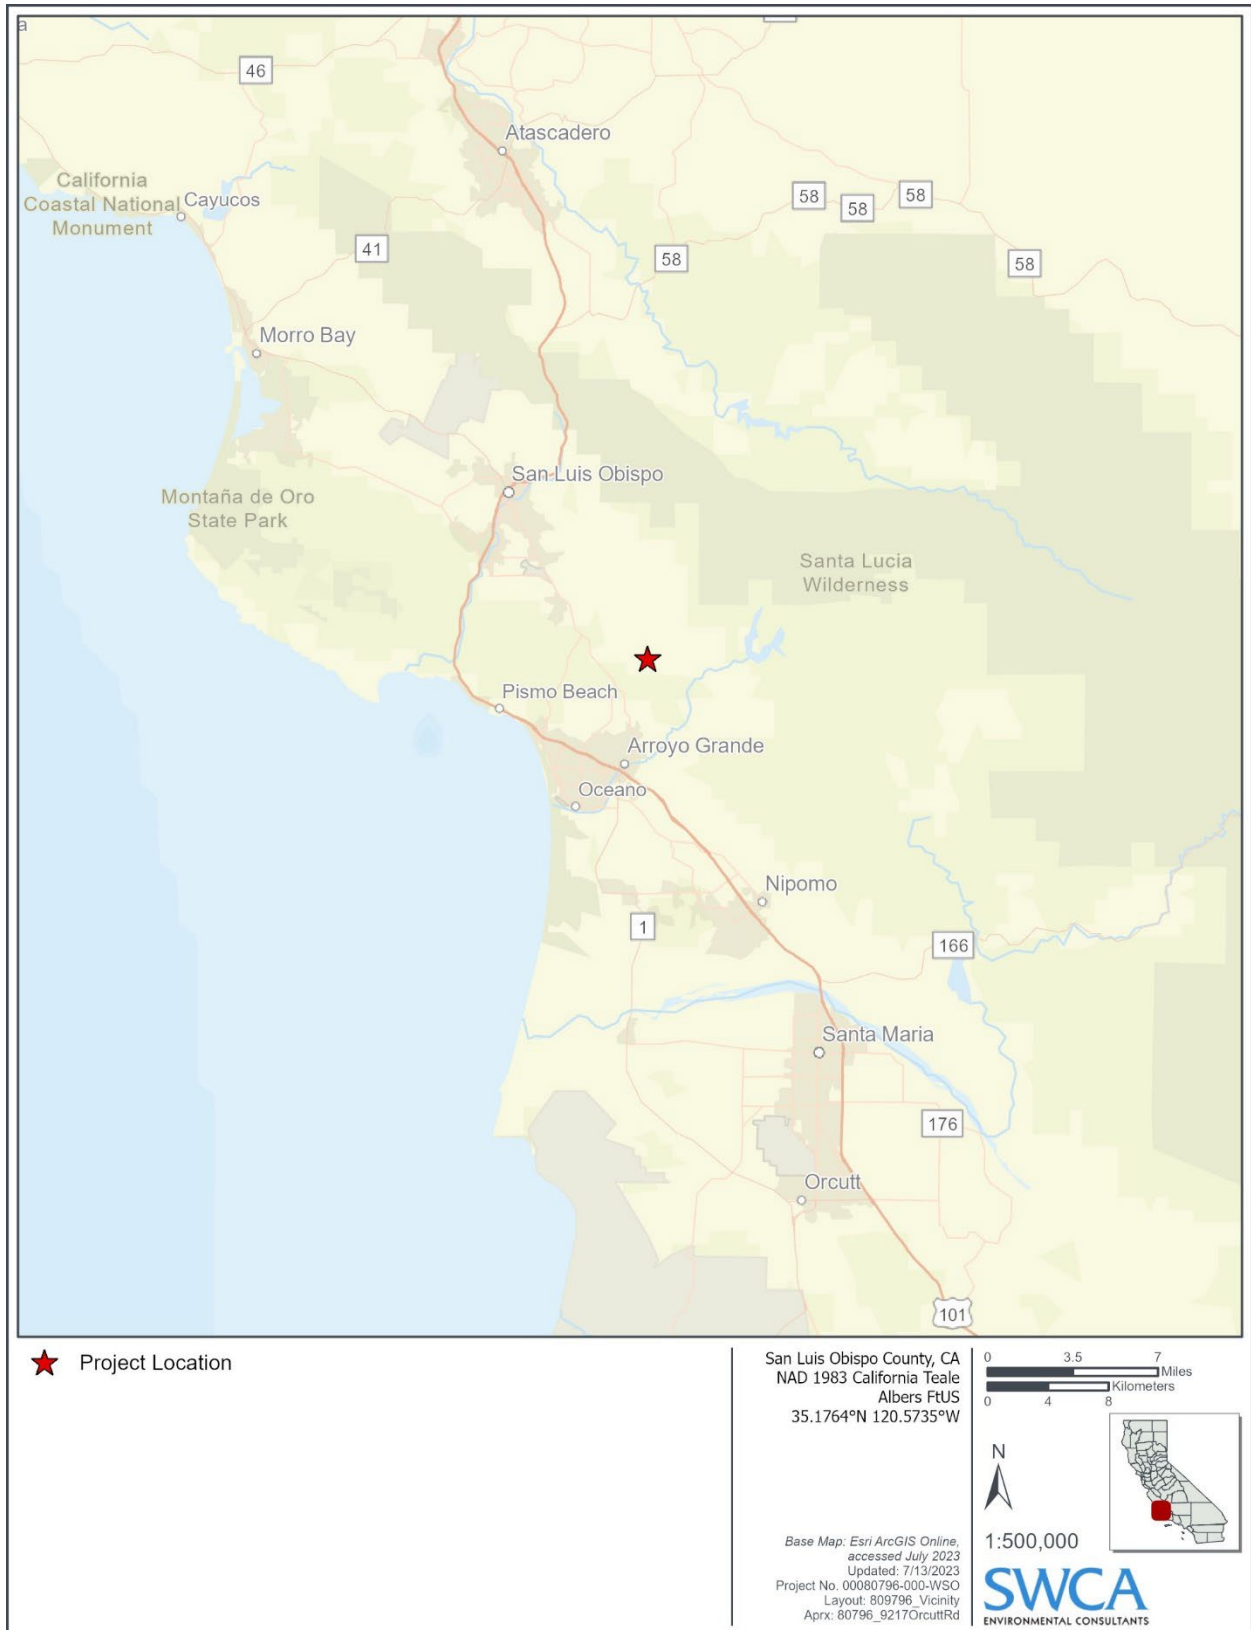 a
46
Atascadero
California
Coastal National
Monument
Cayucos
58
58
58
41
58
58
Morro Bay
San Luis Obispo
Montaña de Oro
State Park
Santa Lucia
Wilderness
Pismo Beach
Arroyo Grande
Oceano
Nipomo
1
166
Santa Maria
176
Orcutt
101
Project Location
San Luis Obispo County, CA
NAD 1983 California Teale
Albers FtUS
35.1764°N 120.5735°W
Base Map: Esri ArcGIS Online,
accessed July 2023
Updated: 7/13/2023
Project No. 00080796-000-WSO
Layout: 809796_Vicinity
Aprx: 80796_9217OrcuttRd
0 3.5 7
Miles
Kilometers
0 4 8
N
1:500,000
SWCA
ENVIRONMENTAL CONSULTANTS